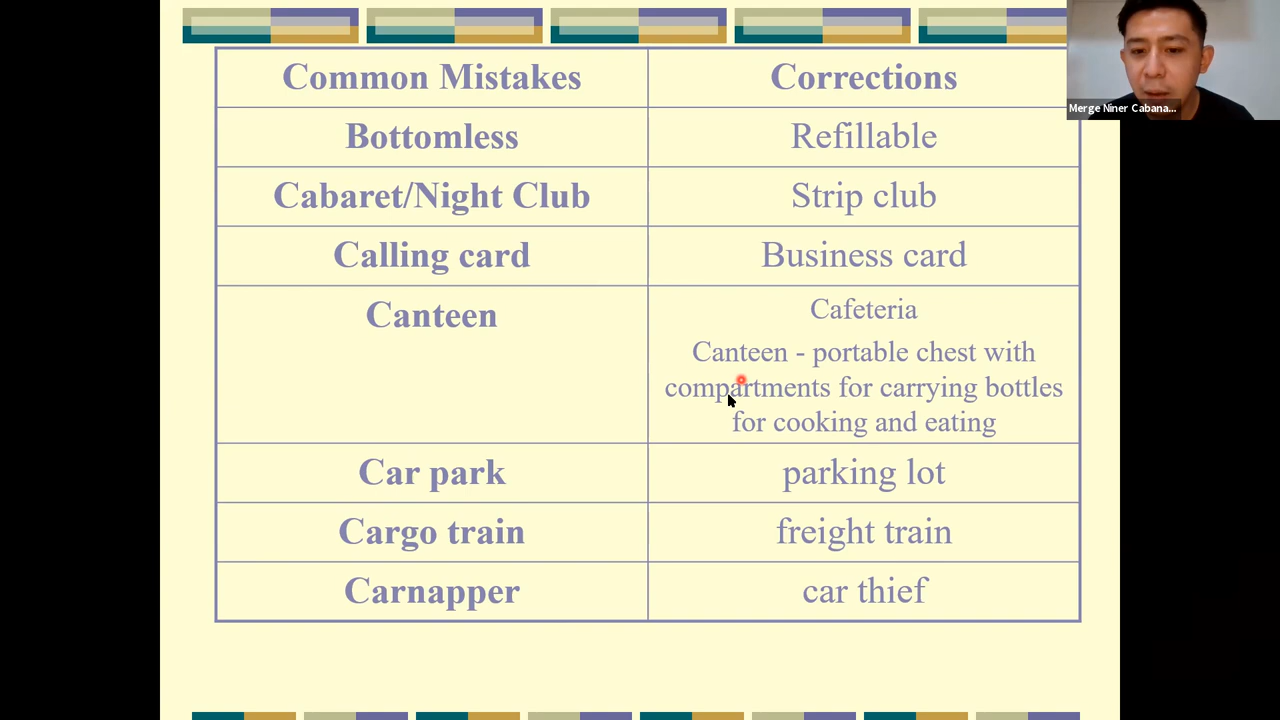 Common Mistakes
Corrections
Bottomless
Refillable
Cabaret/Night Club
Strip club
Calling card
Business card
Canteen
Cafeteria
Canteen - portable chest with
compartments for carrying bottles
for cooking and eating
Car park
parking lot
Cargo train
freight train
Carnapper
car thief
Merge Niner Cabana...